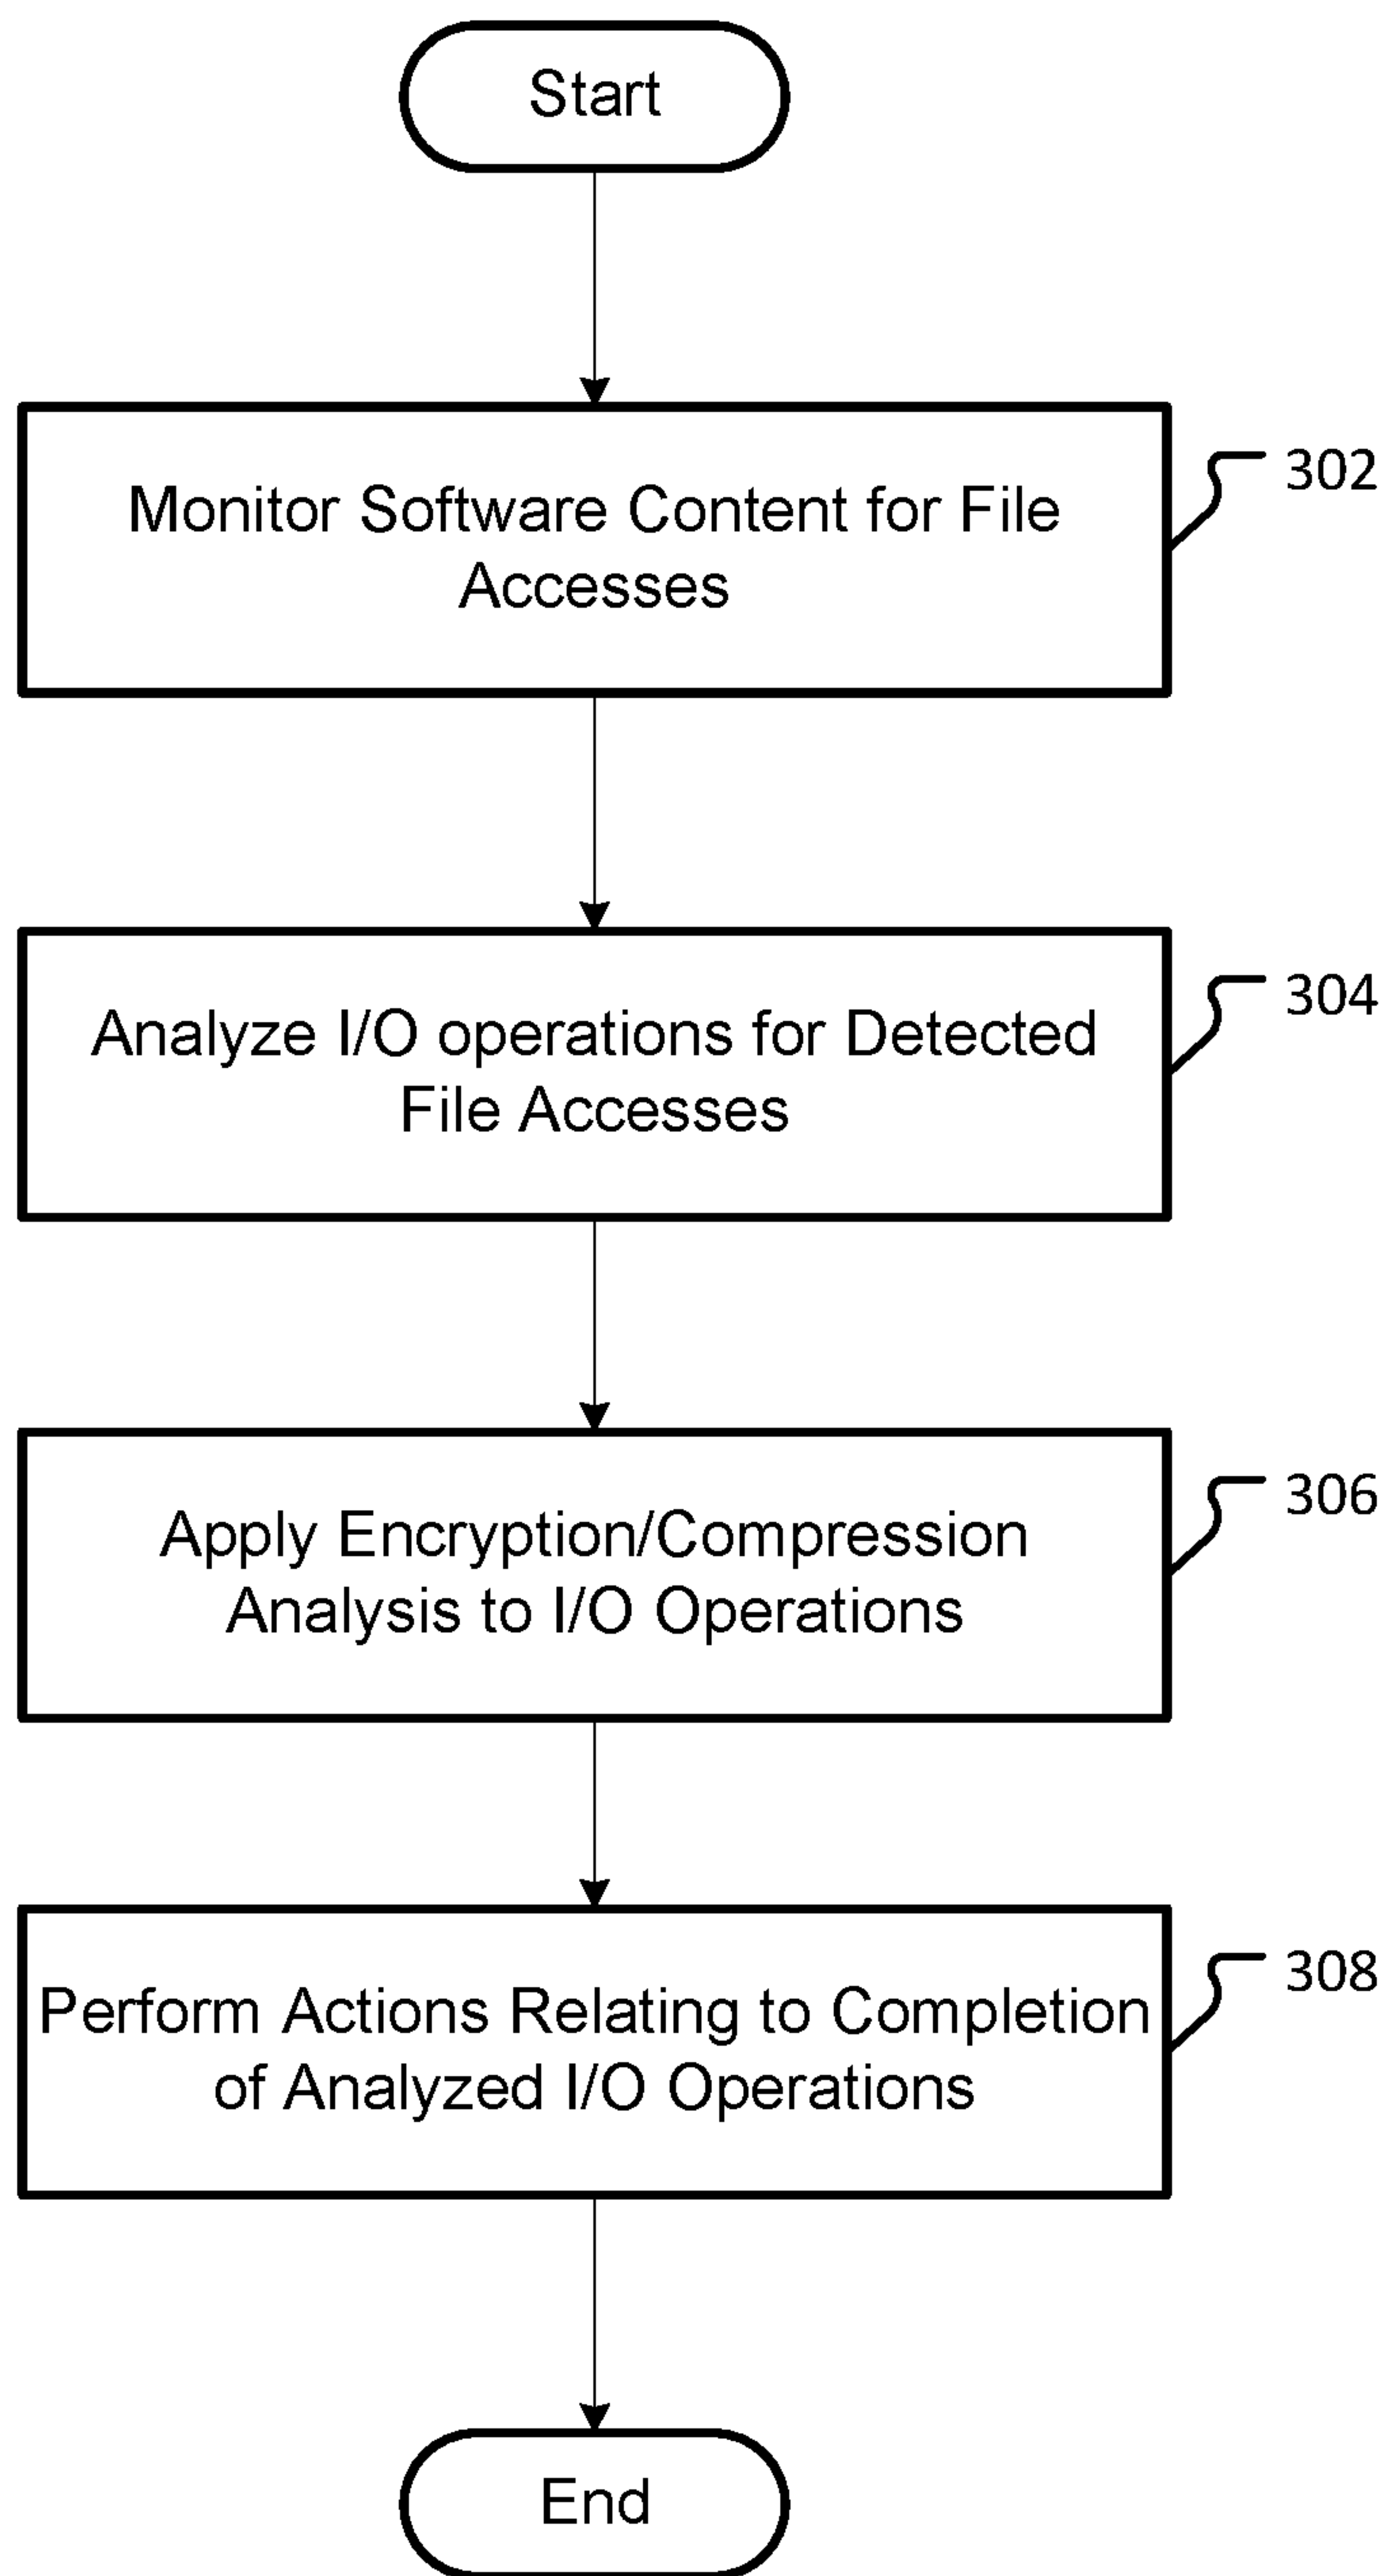 Start
Monitor Software Content for File
Accesses
302
Analyze I/O operations for Detected
File Accesses
304
Apply Encryption/Compression
Analysis to I/O Operations
306
Perform Actions Relating to Completion
of Analyzed I/O Operations
308
End